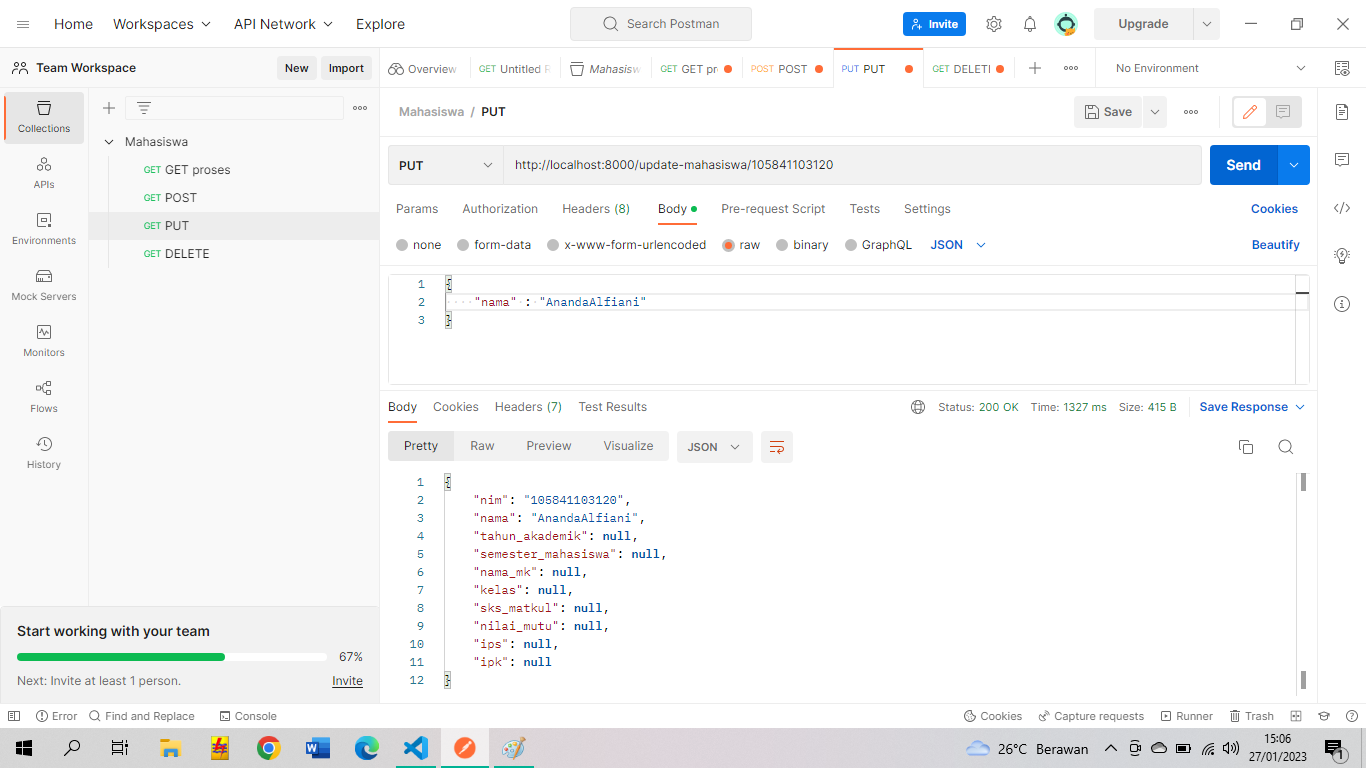 Home Workspaces API Network Explore Search Postman Invite Upgrade
Team Workspace New Import Overview GET Untitled R Mahasisw GET GET pr POST POST PUT PUT GET DELETI No Environment
Mahasiswa / PUT Save
Collections
Mahasiswa
GET GET proses
GET POST
GET PUT
GET DELETE
APIs
Environments
Mock Servers
Monitors
Flows
History
PUT http://localhost:8000/update-mahasiswa/105841103120 Send
Params Authorization Headers (8) Body Pre-request Script Tests Settings Cookies
none form-data x-www-form-urlencoded raw binary GraphQL JSON Beautify
1 {
2 ····"nama"·:·"AnandaAlfiani"
3 }
Body Cookies Headers (7) Test Results Status: 200 OK Time: 1327 ms Size: 415 B Save Response
Pretty Raw Preview Visualize JSON
1 {
2 "nim": "105841103120",
3 "nama": "AnandaAlfiani",
4 "tahun_akademik": null,
5 "semester_mahasiswa": null,
6 "nama_mk": null,
7 "kelas": null,
8 "sks_matkul": null,
9 "nilai_mutu": null,
10 "ips": null,
11 "ipk": null
12 }
Start working with your team
67%
Next: Invite at least 1 person. Invite
Error Find and Replace Console Cookies Capture requests Runner Trash
26°C Berawan 15:06
27/01/2023 1